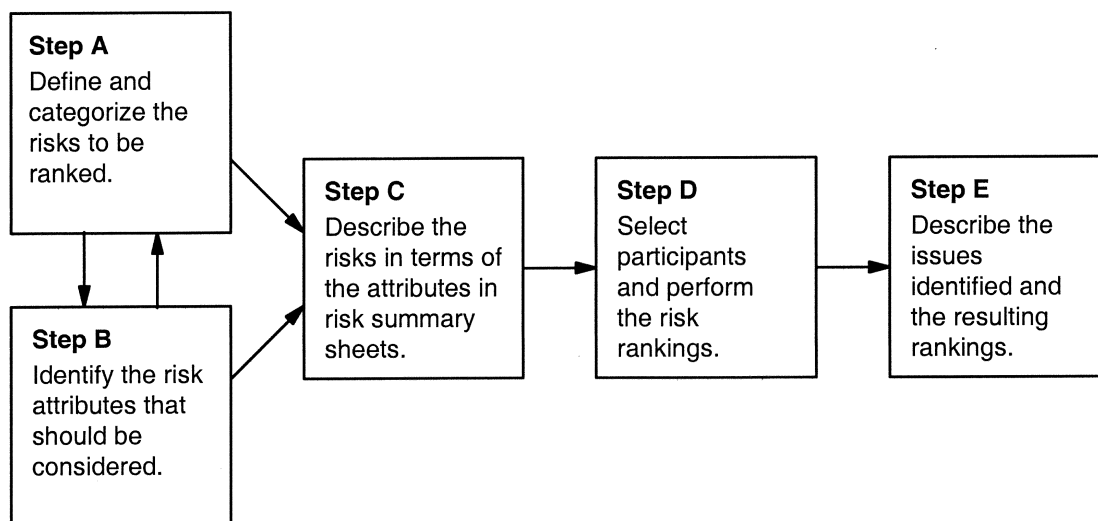 Step A
Define and
categorize the
risks to be
ranked.
Step B
Identify the risk
attributes that
should be
considered.
Step C
Describe the
risks in terms of
the attributes in
risk summary
sheets.
Step D
Select
participants
and perform
the risk
rankings.
Step E
Describe the
issues
identified and
the resulting
rankings.